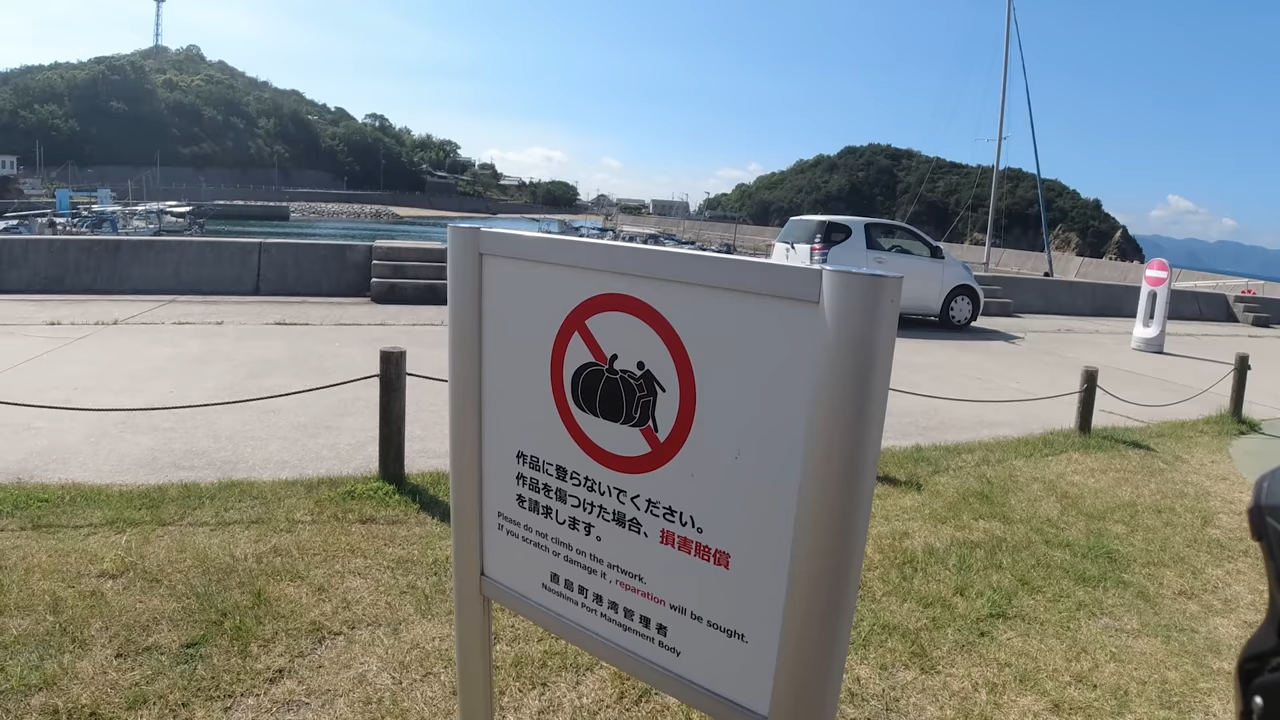 作品に登らないでください。
作品を傷つけた場合、損害賠償
を請求します。
Please do not climb on the artwork.
If you scratch or damage it , reparation will be sought.
直島町港湾管理者
Naoshima Port Management Body